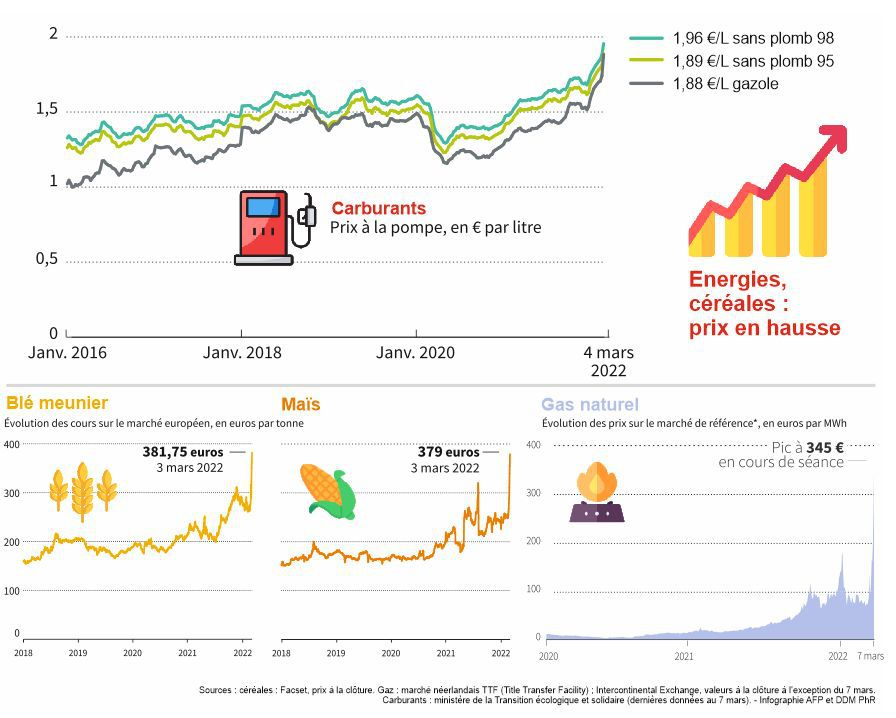 2
1,5
1
0,5
0
Janv. 2016
Janv. 2018
Janv. 2020
4 mars
2022
1,96 €/L sans plomb 98
1,89 €/L sans plomb 95
1,88 €/L gazole
Carburants
Prix à la pompe, en € par litre
Energies,
céréales :
prix en hausse
Blé meunier
Maïs
Évolution des cours sur le marché européen, en euros par tonne
400
300
200
100
0
381,75 euros
3 mars 2022
2018
2019
2020
2021
2022
379 euros
3 mars 2022
2018
2019
2020
2021
2022
Gas naturel
Évolution des prix sur le marché de référence*, en euros par MWh
400
300
200
100
0
Pic à 345 €
en cours de séance
2020
2021
2022
7 mars
Sources : céréales : Facset, prix à la clôture. Gaz : marché néerlandais TTF (Title Transfer Facility) ; Intercontinental Exchange, valeurs à la clôture à l'exception du 7 mars.
Carburants : ministère de la Transition écologique et solidaire (dernières données au 7 mars). - Infographie AFP et DDM PhR